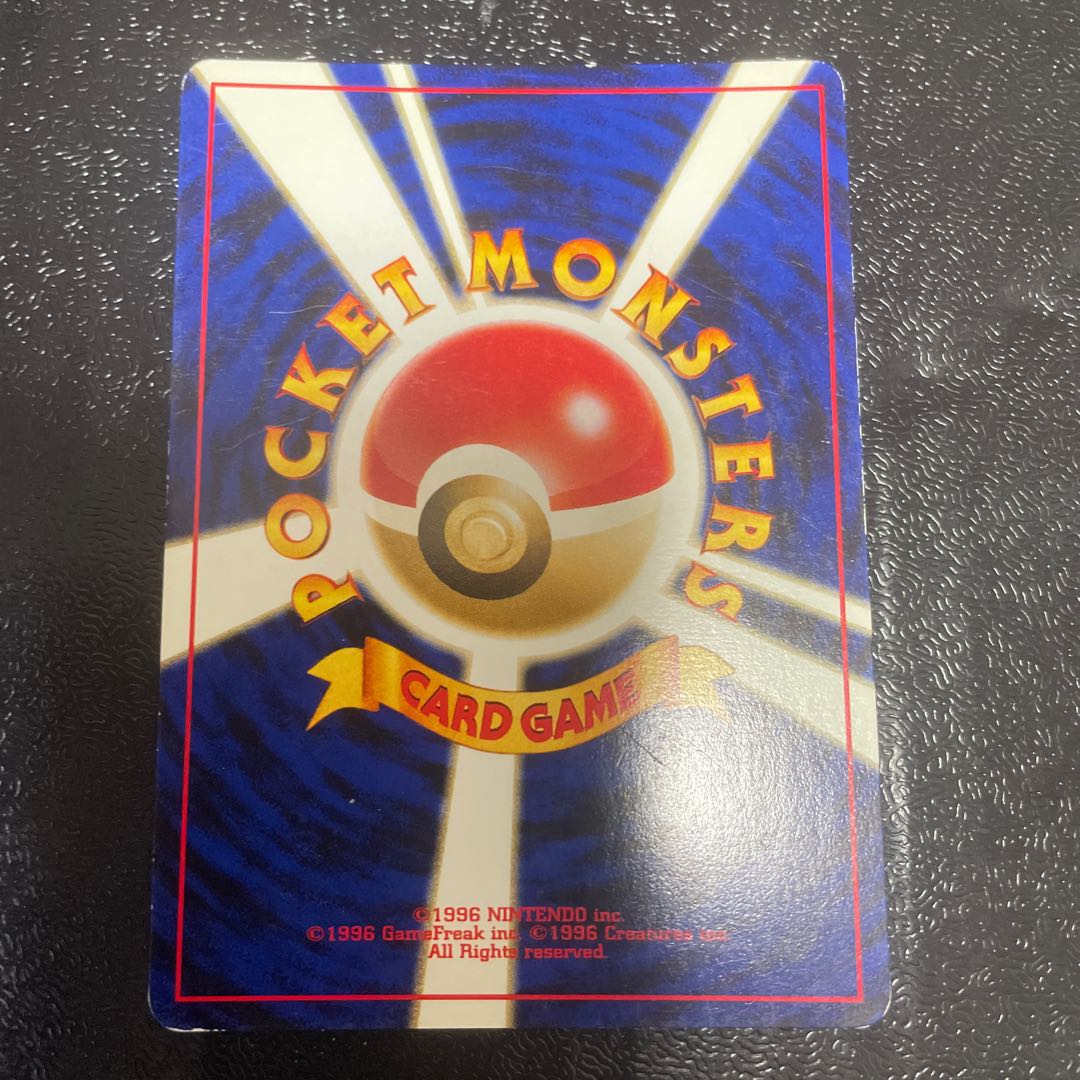 POCKET MONSTERS
CARD GAME
©1996 NINTENDO inc.
©1996 GameFreak inc. ©1996 Creatures inc.
All Rights reserved.